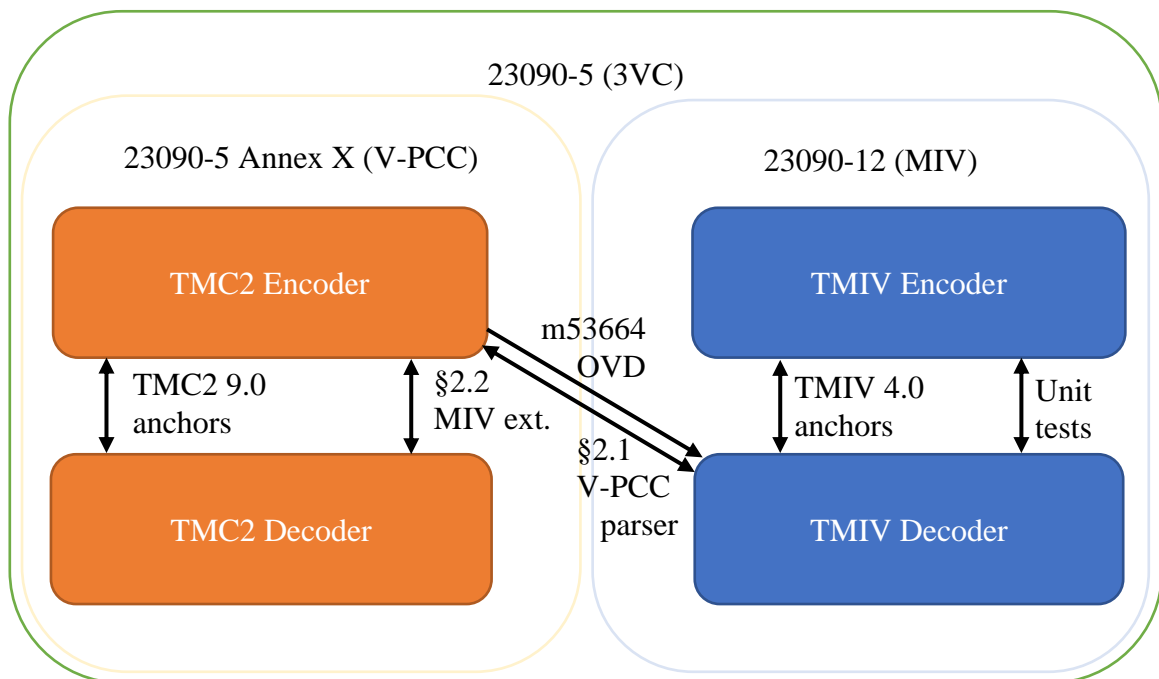 23090-5 (3VC)
23090-5 Annex X (V-PCC)
23090-12 (MIV)
TMC2 Encoder
TMIV Encoder
m53664
OVD
TMC2 9.0
anchors
§2.2
MIV ext.
TMIV 4.0
anchors
Unit
tests
§2.1
V-PCC
parser
TMC2 Decoder
TMIV Decoder